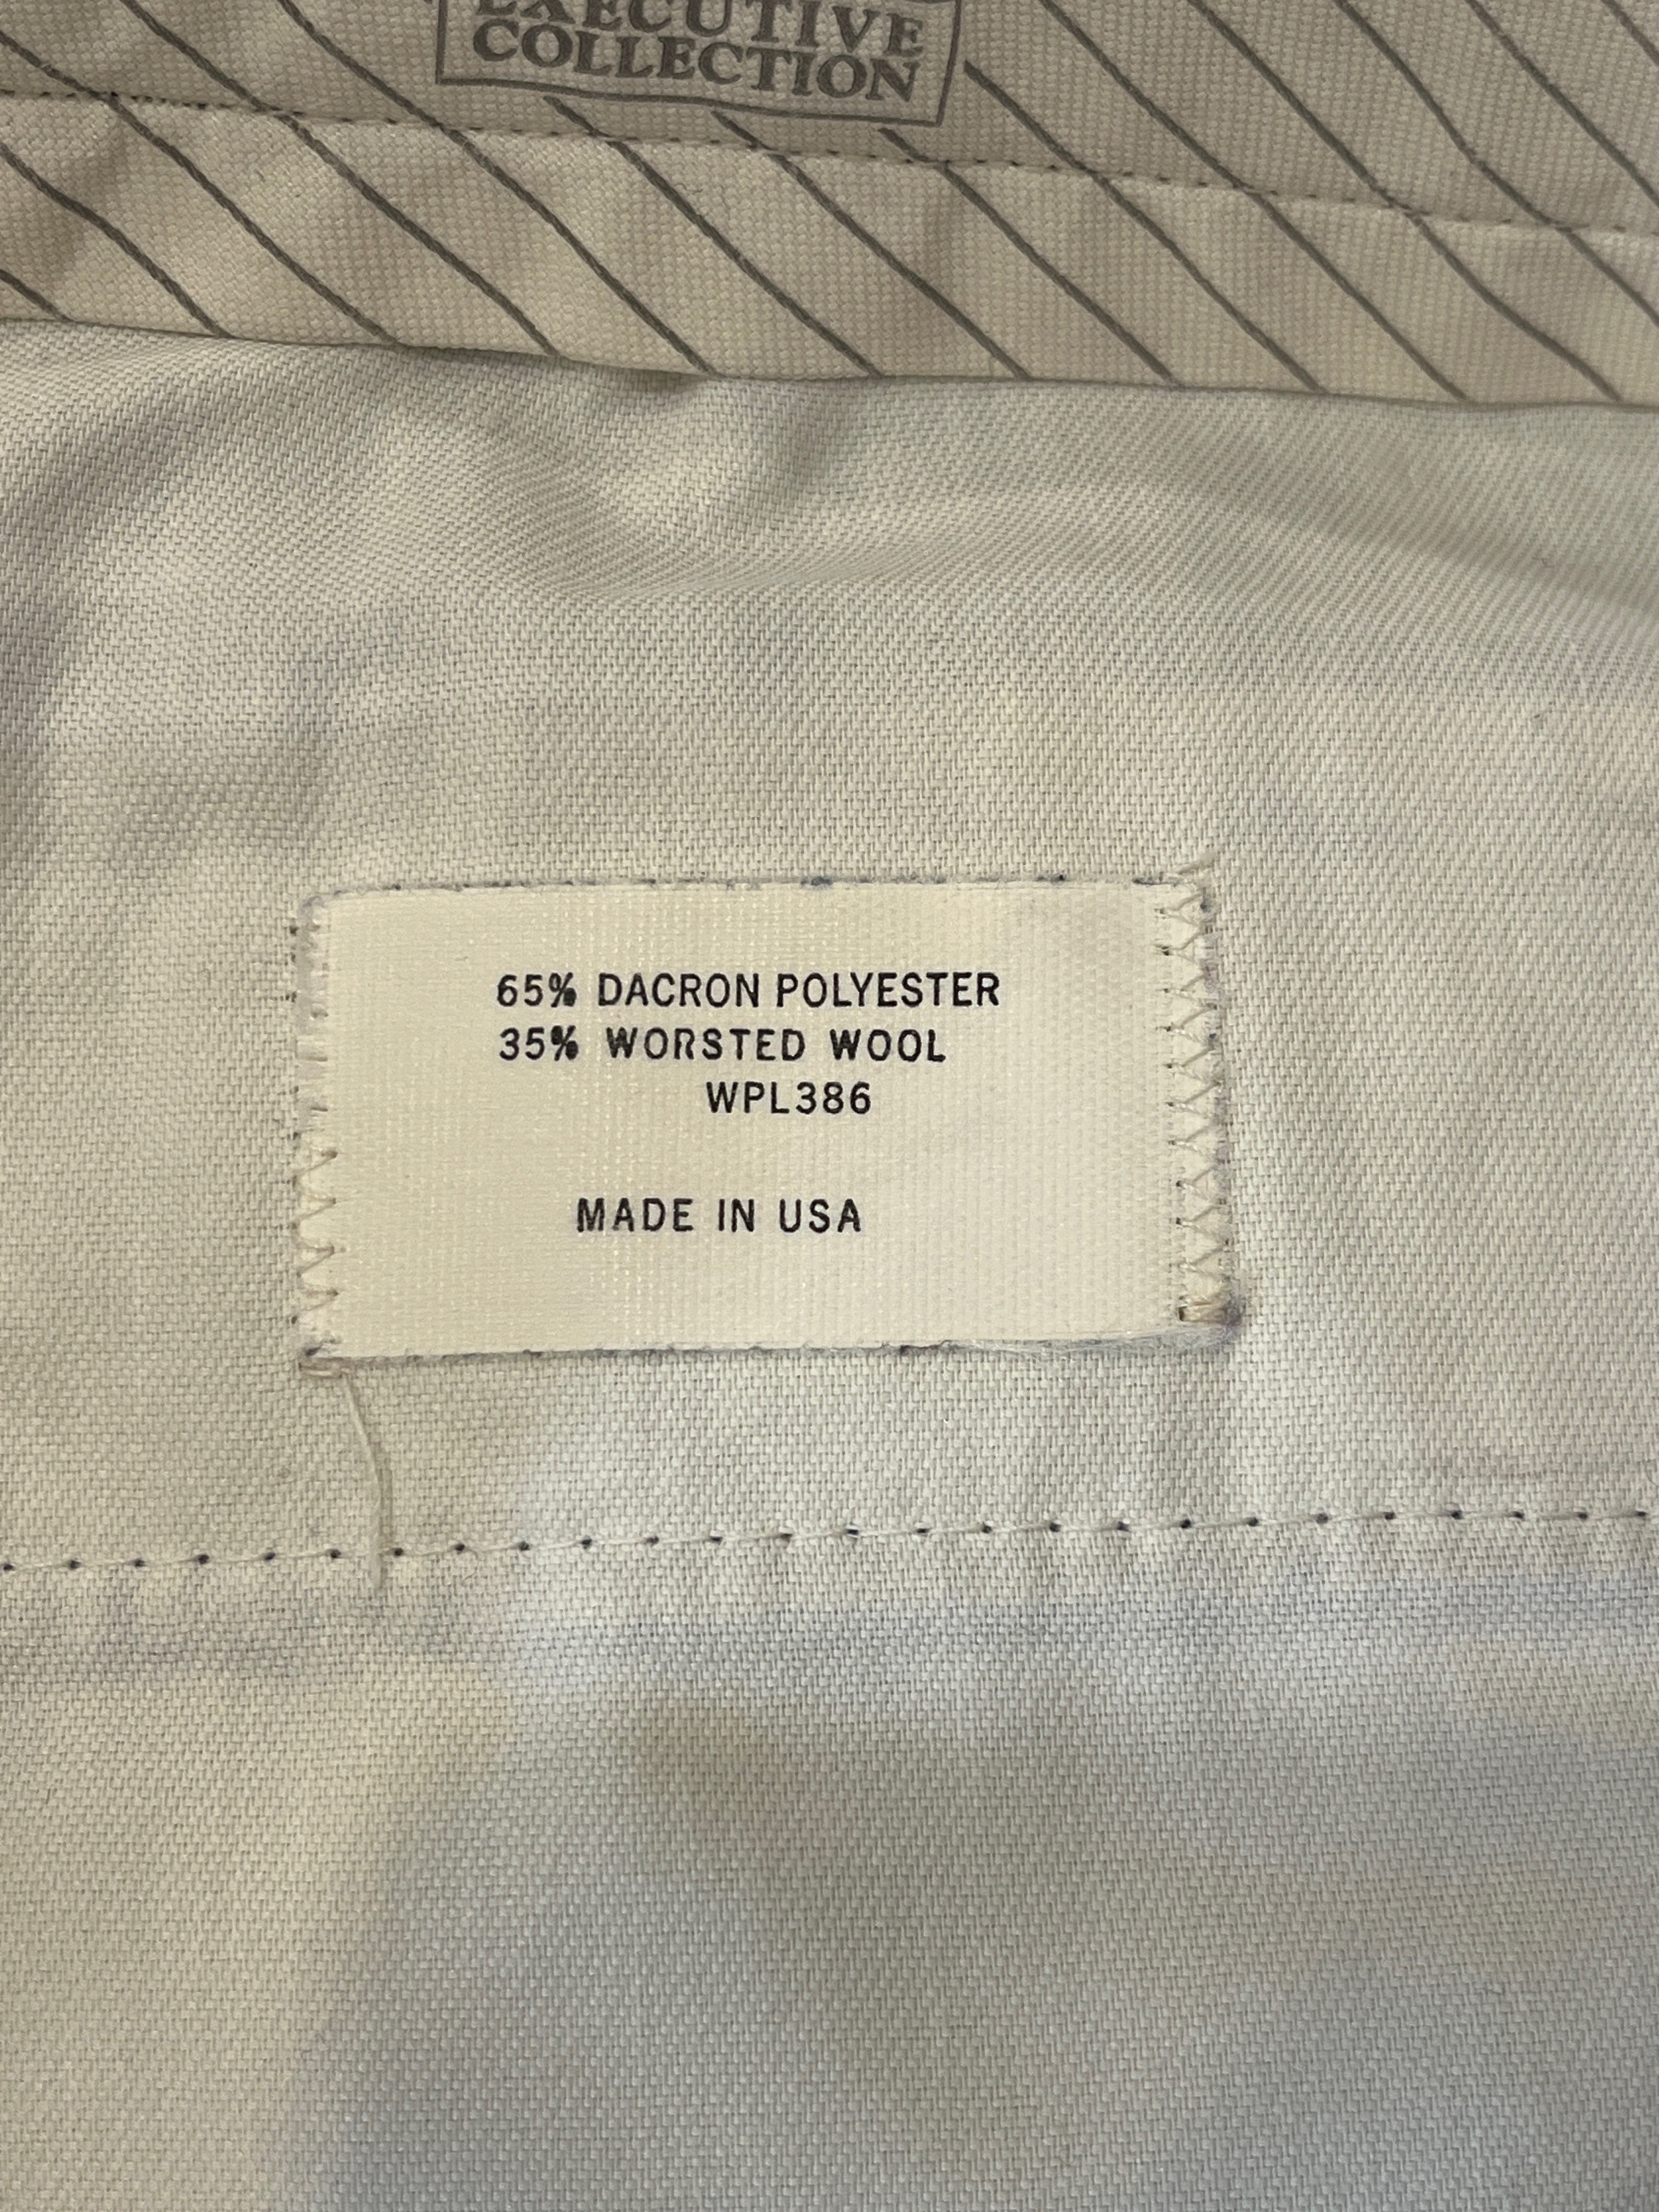 EXECUTIVE
COLLECTION
65% DACRON POLYESTER
35% WORSTED WOOL
WPL386
MADE IN USA